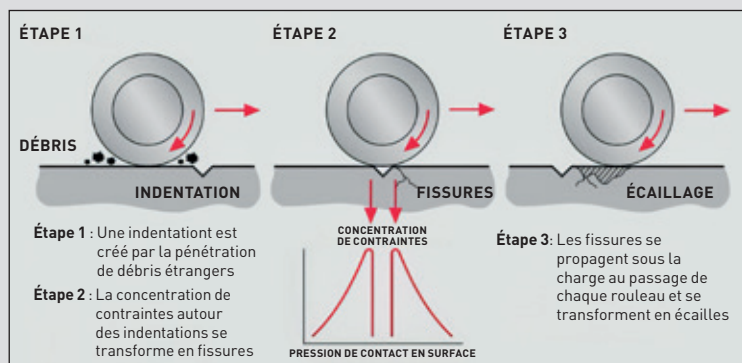 ÉTAPE 1
DÉBRIS
INDENTATION
Étape 1 : Une indentationt est
créé par la pénétration
de débris étrangers
Étape 2 : La concentration de
contraintes autour
des indentations se
transforme en fissures
ÉTAPE 2
FISSURES
CONCENTRATION
DE CONTRAINTES
PRESSION DE CONTACT EN SURFACE
ÉTAPE 3
ÉCAILLAGE
Étape 3: Les fissures se
propagent sous la
charge au passage de
chaque rouleau et se
transforment en écailles